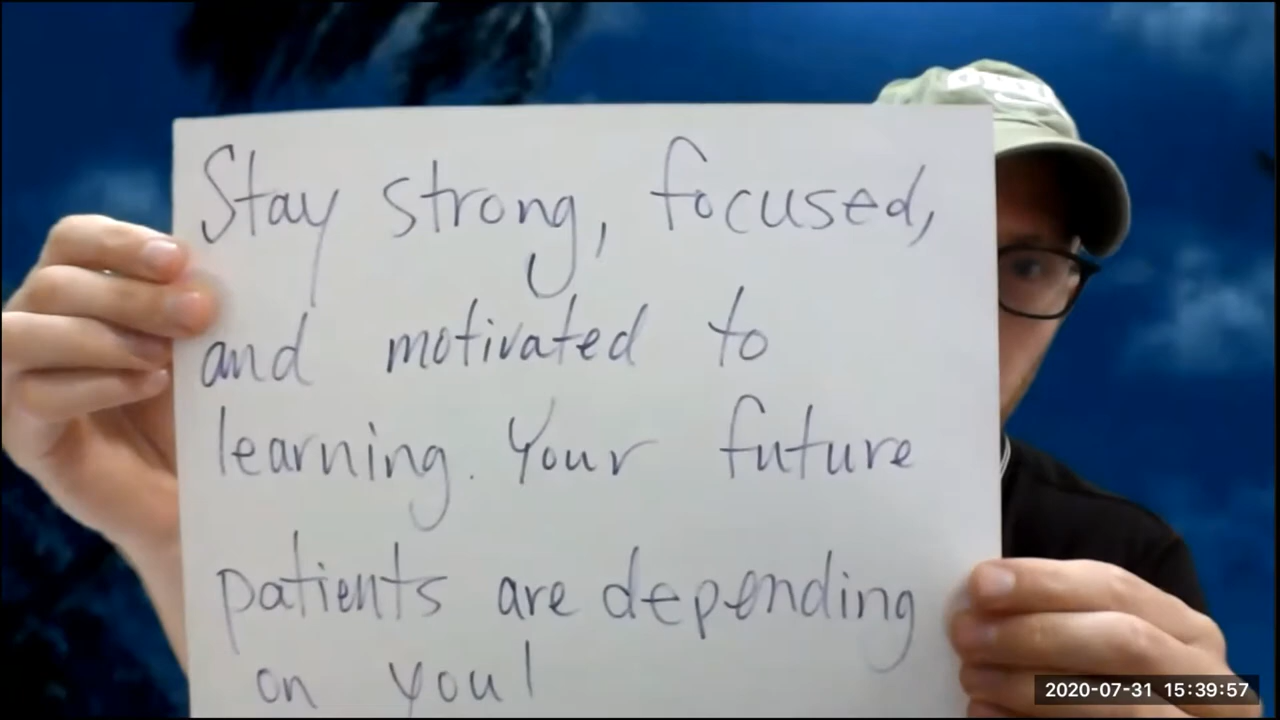 Stay strong, focused,
and motivated to
learning. Your future
patients are depending
on you!
2020-07-31 15:39:57